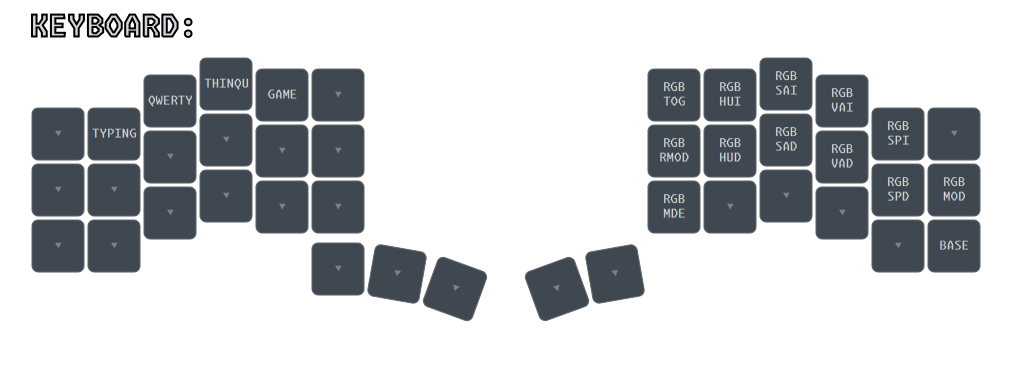 KEYBOARD:
▼ TYPING QWERTY THINQU GAME ▼
RGB TOG RGB HUI RGB SAI RGB VAI RGB SPI ▼
▼ ▼ ▼ ▼ ▼ ▼
RGB RMOD RGB HUD RGB SAD RGB VAD RGB SPD RGB MOD
▼ ▼ ▼ ▼ ▼ ▼
RGB MDE ▼ ▼ ▼ ▼ BASE
▼ ▼ ▼ ▼ ▼